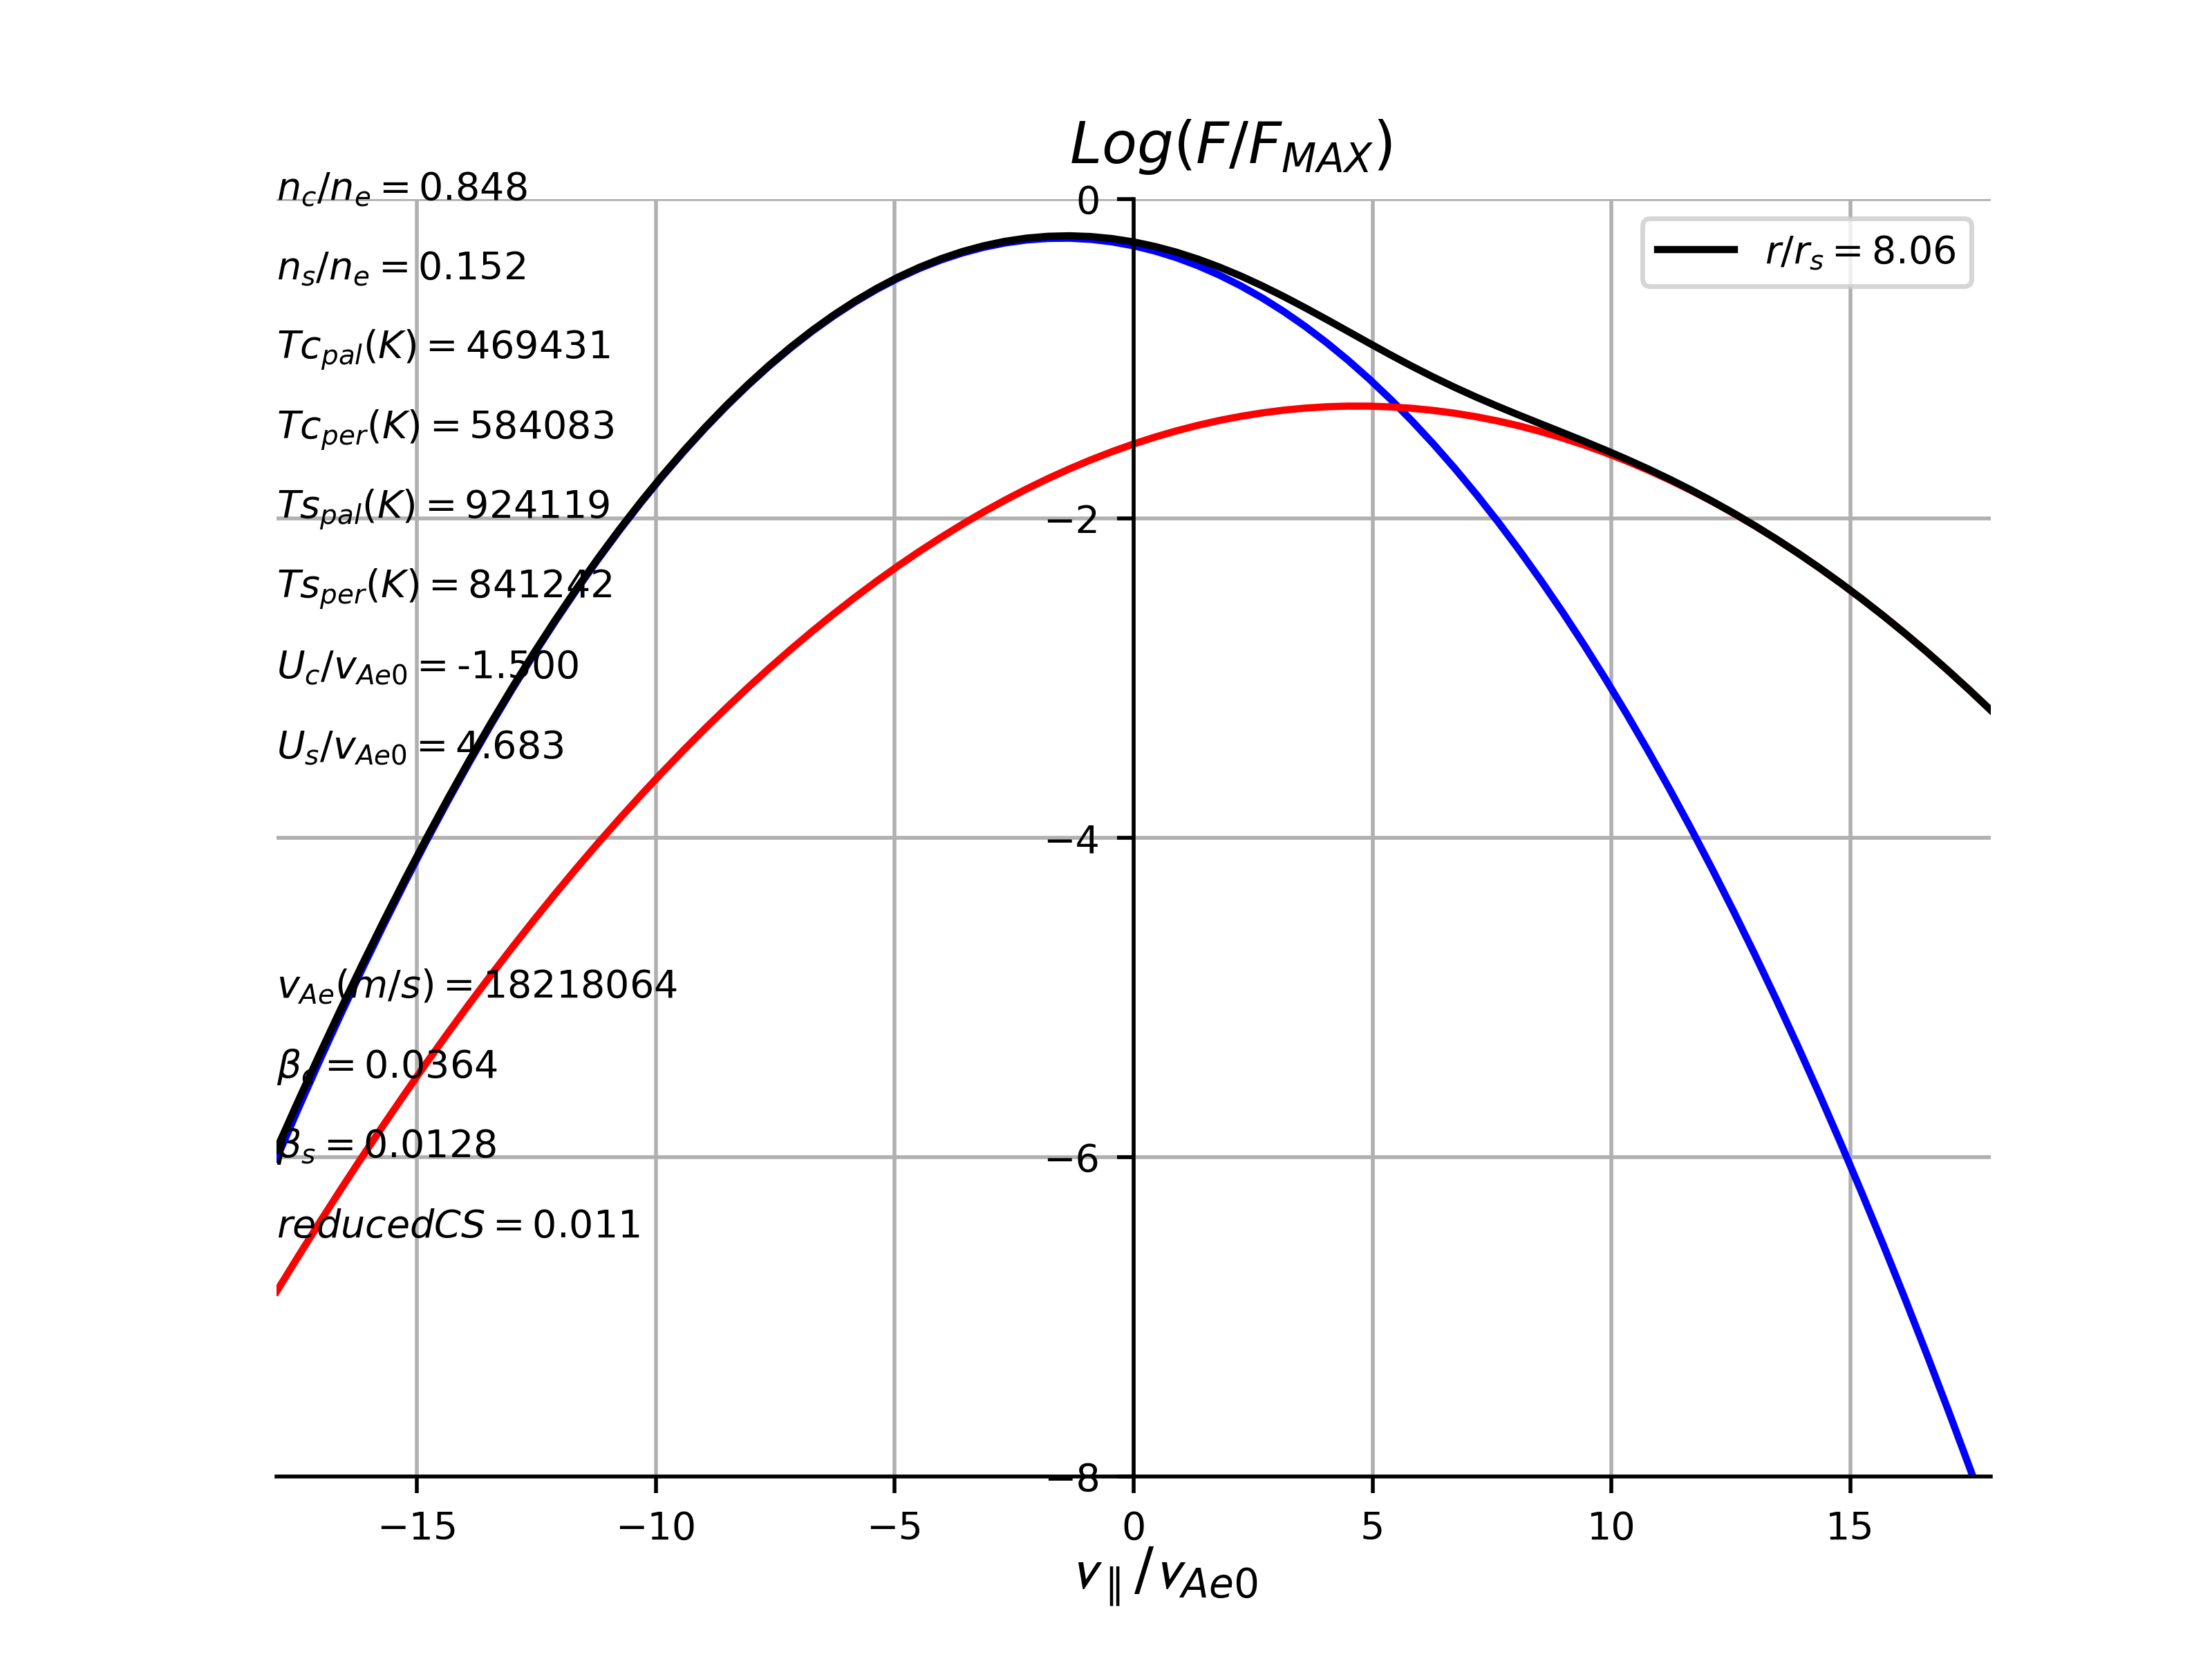 Log(F/F_MAX)
n_c/n_e = 0.848
n_s/n_e = 0.152
Tc_pal(K) = 469431
Tc_per(K) = 584083
Ts_pal(K) = 924119
Ts_per(K) = 841242
U_c/v_Ae0 = -1.500
U_s/v_Ae0 = 4.683
v_Ae(m/s) = 18218064
β_c = 0.0364
β_s = 0.0128
reducedCS = 0.011
r/r_s = 8.06
0
−2
−4
−6
−8
−15 −10 −5 0 5 10 15
v_∥/v_Ae0